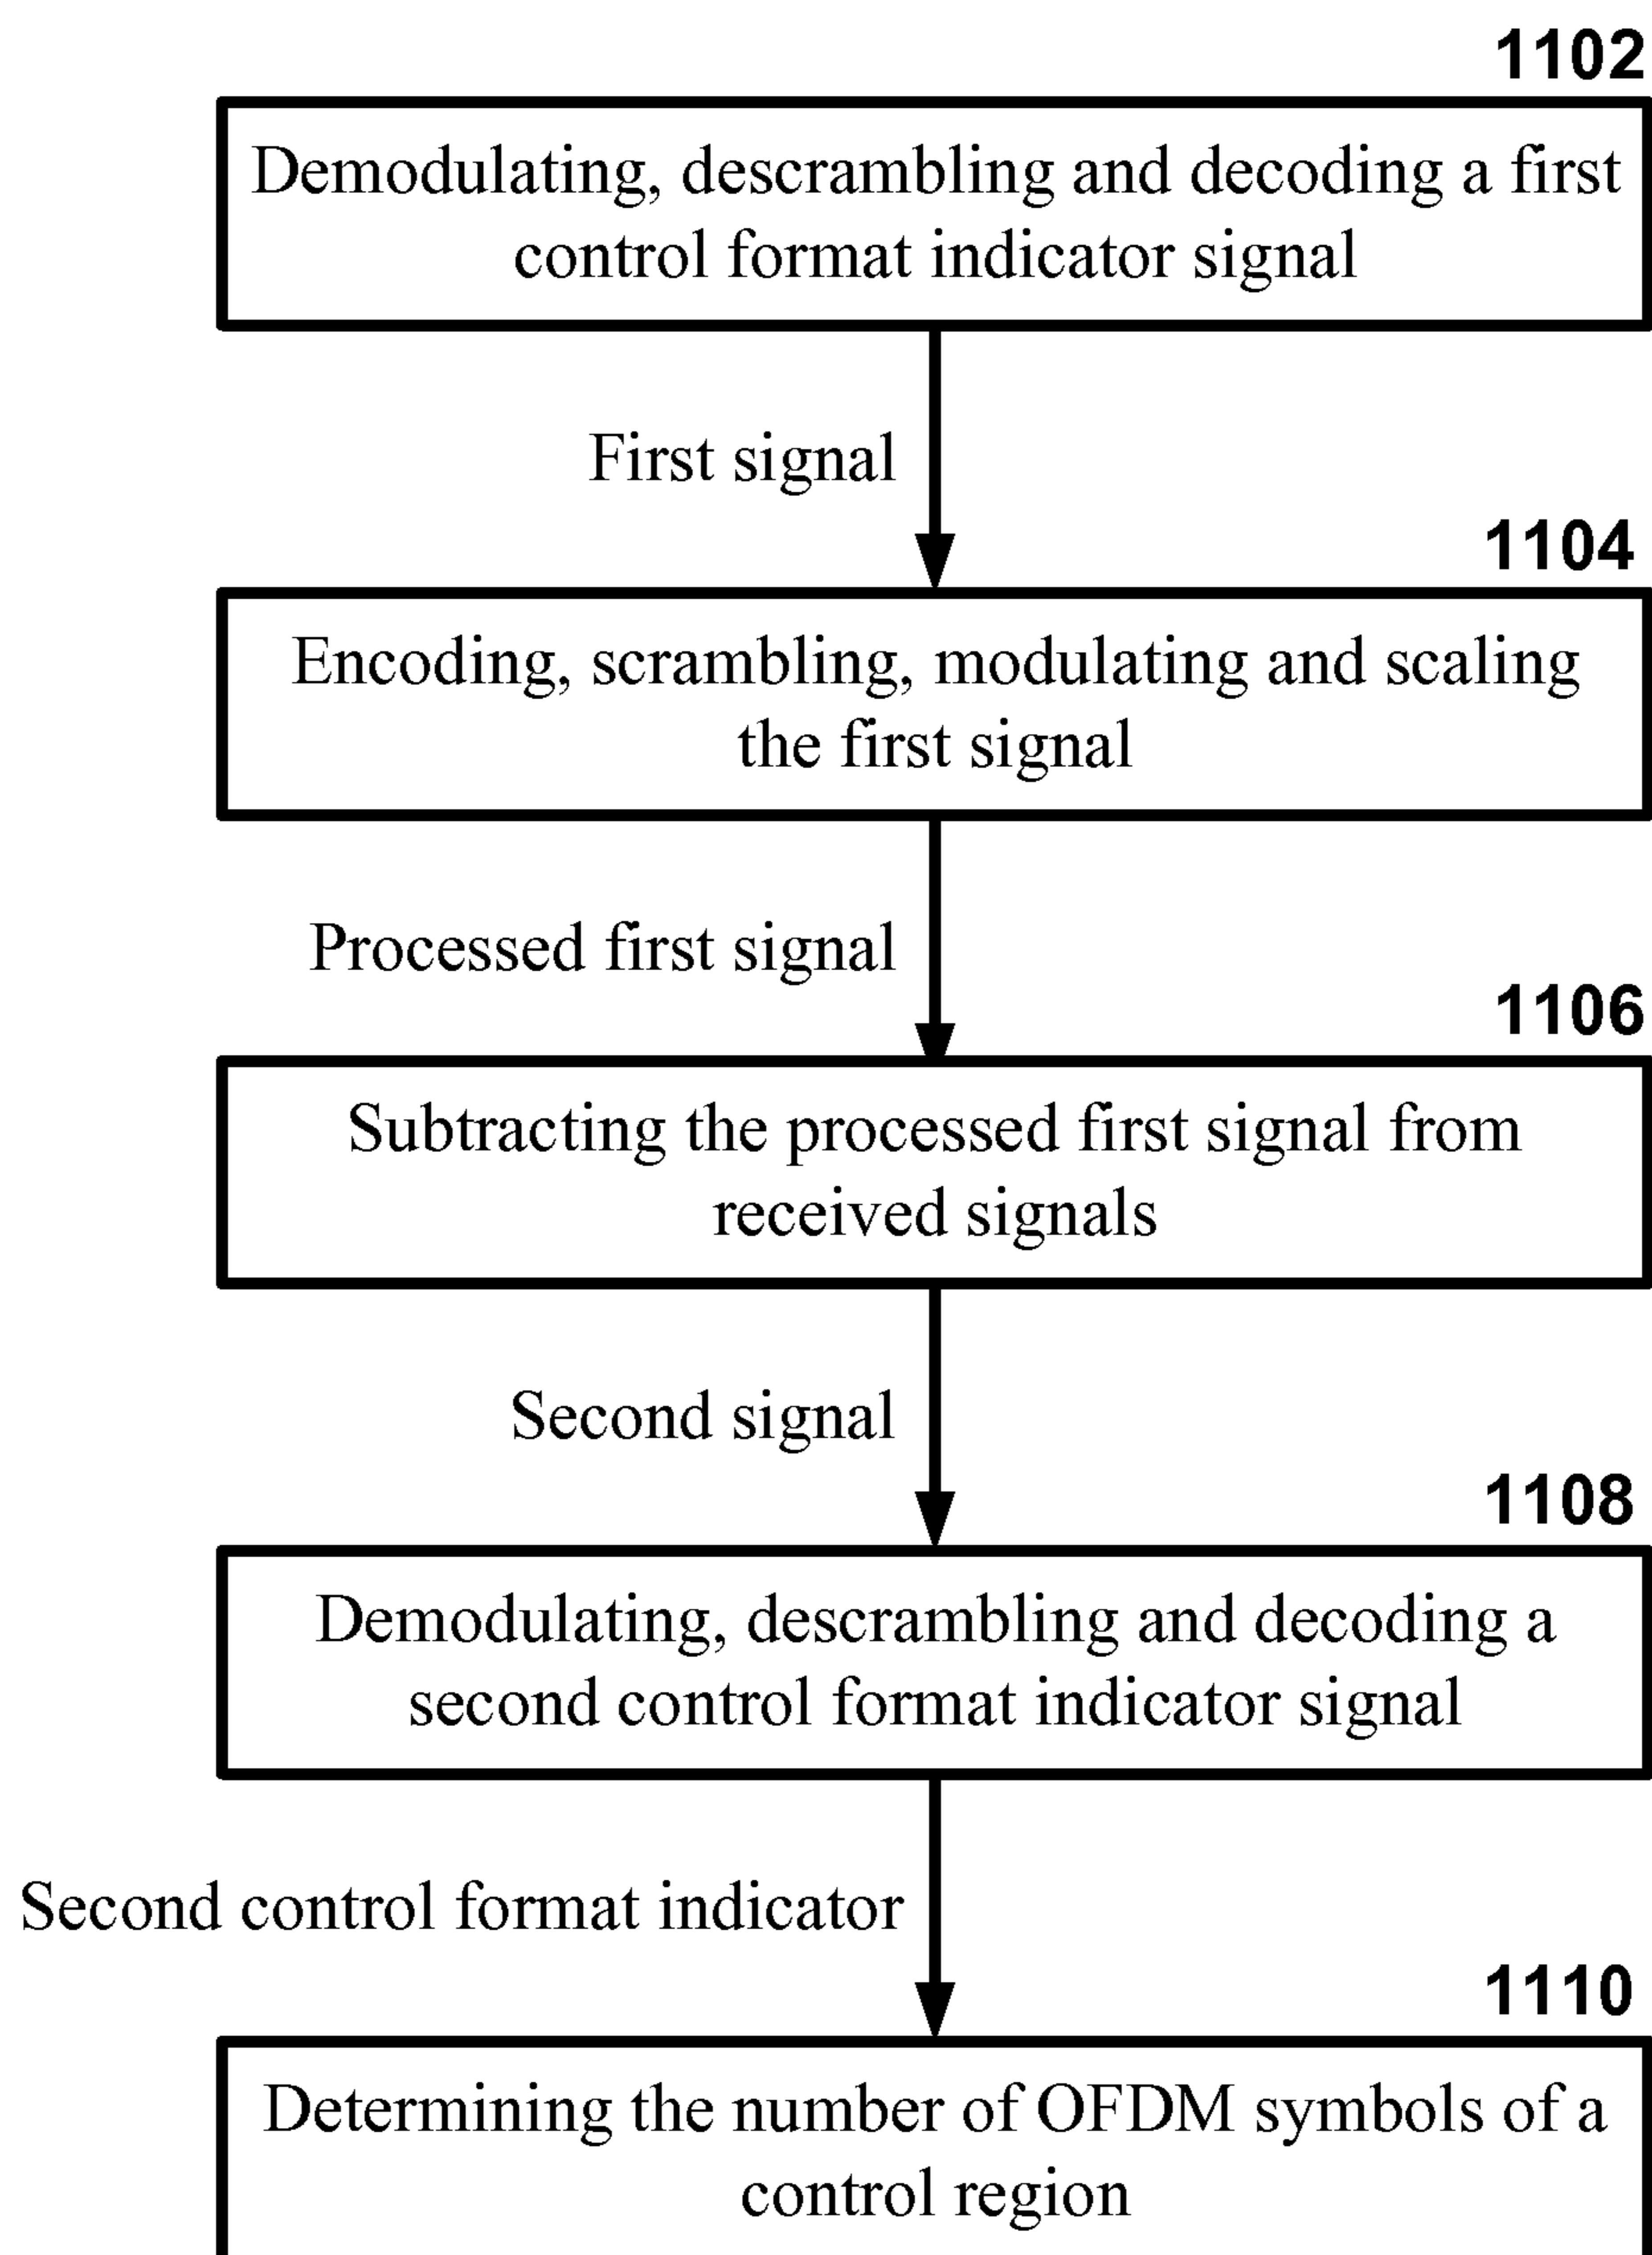 1102
Demodulating, descrambling and decoding a first
control format indicator signal
First signal
1104
Encoding, scrambling, modulating and scaling
the first signal
Processed first signal
1106
Subtracting the processed first signal from
received signals
Second signal
1108
Demodulating, descrambling and decoding a
second control format indicator signal
Second control format indicator
1110
Determining the number of OFDM symbols of a
control region